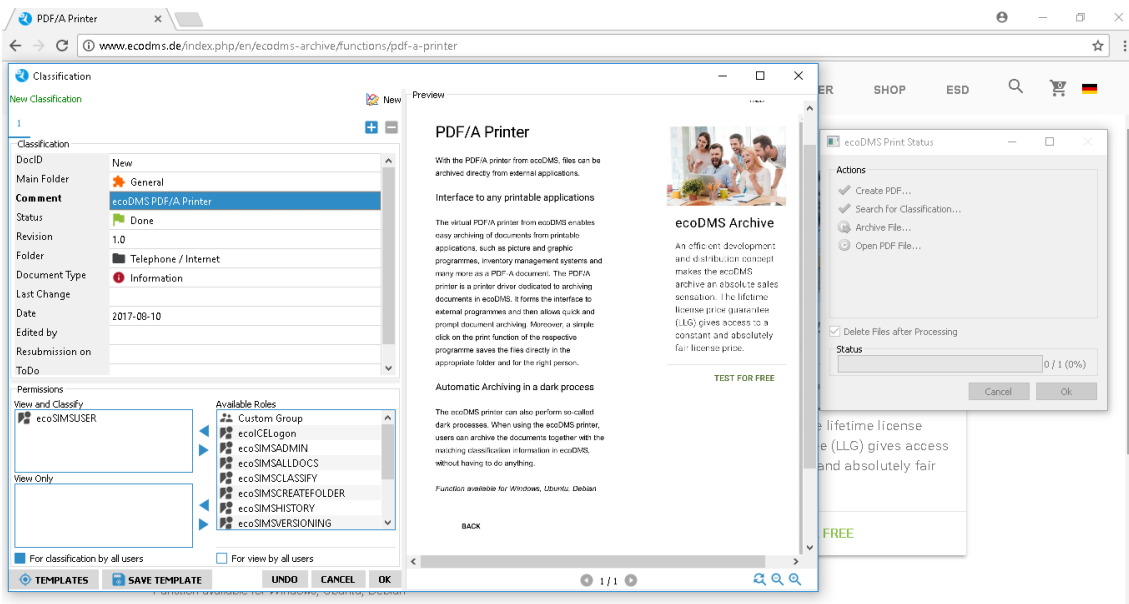 PDF/A Printer
www.ecodms.de/index.php/en/ecodms-archive/functions/pdf-a-printer
Classification
New Classification
New
1
Classification
DocID New
Main Folder General
Comment ecoDMS PDF/A Printer
Status Done
Revision 1.0
Folder Telephone / Internet
Document Type Information
Last Change
Date 2017-08-10
Edited by
Resubmission on
ToDo
Permissions
View and Classify
ecoSIMSUSER
View Only
Available Roles
Custom Group
ecoICELogon
ecoSIMSADMIN
ecoSIMSALLDOCS
ecoSIMSCLASSIFY
ecoSIMSCREATEFOLDER
ecoSIMSHISTORY
ecoSIMSVERSIONING
For classification by all users
For view by all users
TEMPLATES SAVE TEMPLATE UNDO CANCEL OK
Preview
PDF/A Printer
With the PDF/A printer from ecoDMS, files can be
archived directly from external applications.
Interface to any printable applications
The virtual PDF/A printer from ecoDMS enables
easy archiving of documents from printable
applications, such as picture and graphic
programmes, inventory management systems and
many more as a PDF-A document. The PDF/A
printer is a printer driver dedicated to archiving
documents in ecoDMS. It forms the interface to
external programmes and then allows quick and
prompt document archiving. Moreover, a simple
click on the print function of the respective
programme saves the files directly in the
appropriate folder and for the right person.
Automatic Archiving in a dark process
The ecoDMS printer can also perform so-called
dark processes. When using the ecoDMS printer,
users can archive the documents together with the
matching classification information in ecoDMS,
without having to do anything.
Function available for Windows, Ubuntu, Debian
BACK
ecoDMS Archive
An efficient development
and distribution concept
makes the ecoDMS
archive an absolute sales
sensation. The lifetime
license price guarantee
(LLG) gives access to a
constant and absolutely
fair license price.
TEST FOR FREE
1 / 1
ER SHOP ESD
0
ecoDMS Print Status
Actions
Create PDF...
Search for Classification...
Archive File...
Open PDF File...
Delete Files after Processing
Status
0 / 1 (0%)
Cancel Ok
e lifetime license
e (LLG) gives access
and absolutely fair
FREE
Function available for Windows, Ubuntu, Debian